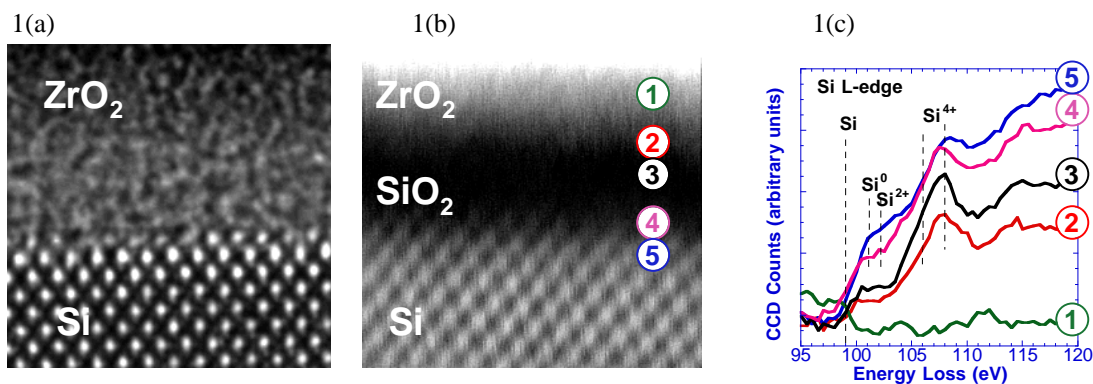 1(a)
1(b)
1(c)
ZrO2
Si
ZrO2
SiO2
Si
1
2
3
4
5
Si L-edge
Si
Si0
Si2+
Si4+
5
4
3
2
1
CCD Counts (arbitrary units)
95 100 105 110 115 120
Energy Loss (eV)